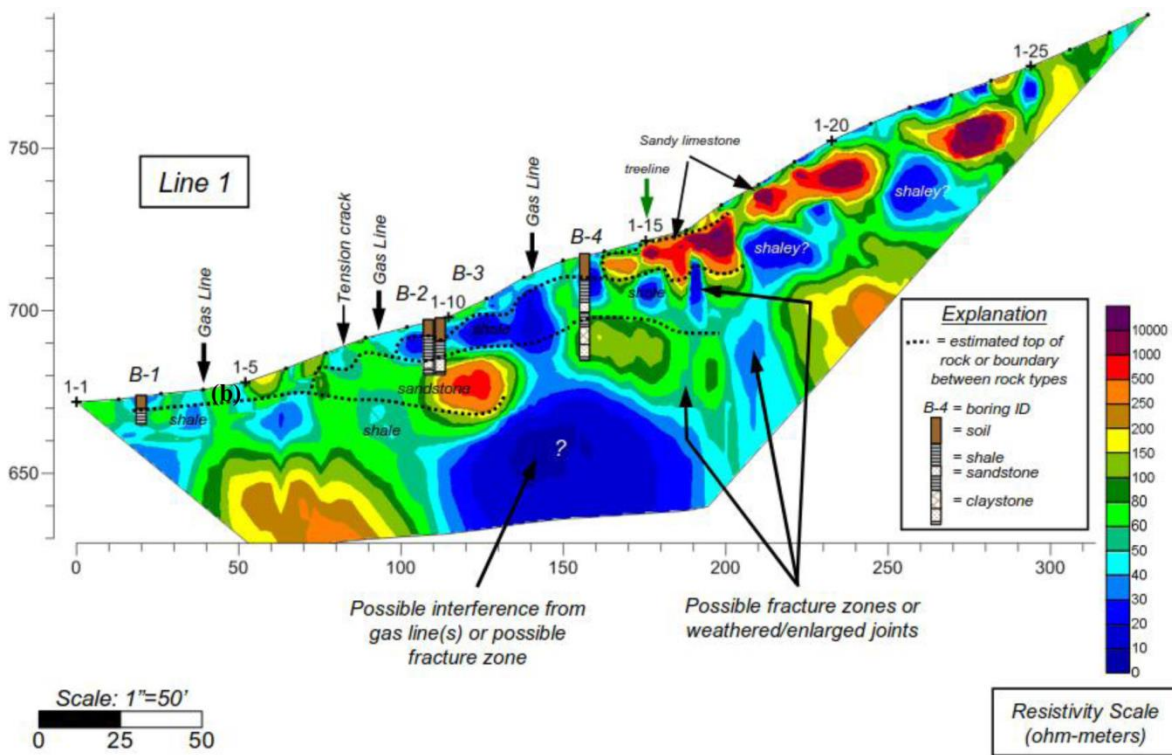 Line 1
750
700
650
0
50
100
150
200
250
300
1-1
B-1
Gas Line
1-5
(b)
Tension crack
Gas Line
B-2
1-10
B-3
Gas Line
B-4
1-15
treeline
Sandy limestone
1-20
1-25
shale
shale
shale
sandstone
shale
shaley?
shaley?
?
Possible interference from
gas line(s) or possible
fracture zone
Possible fracture zones or
weathered/enlarged joints
Explanation
= estimated top of
rock or boundary
between rock types
B-4 = boring ID
= soil
= shale
= sandstone
= claystone
10000
1000
500
250
200
150
100
80
60
50
40
30
20
10
0
Scale: 1"=50'
0
25
50
Resistivity Scale
(ohm-meters)